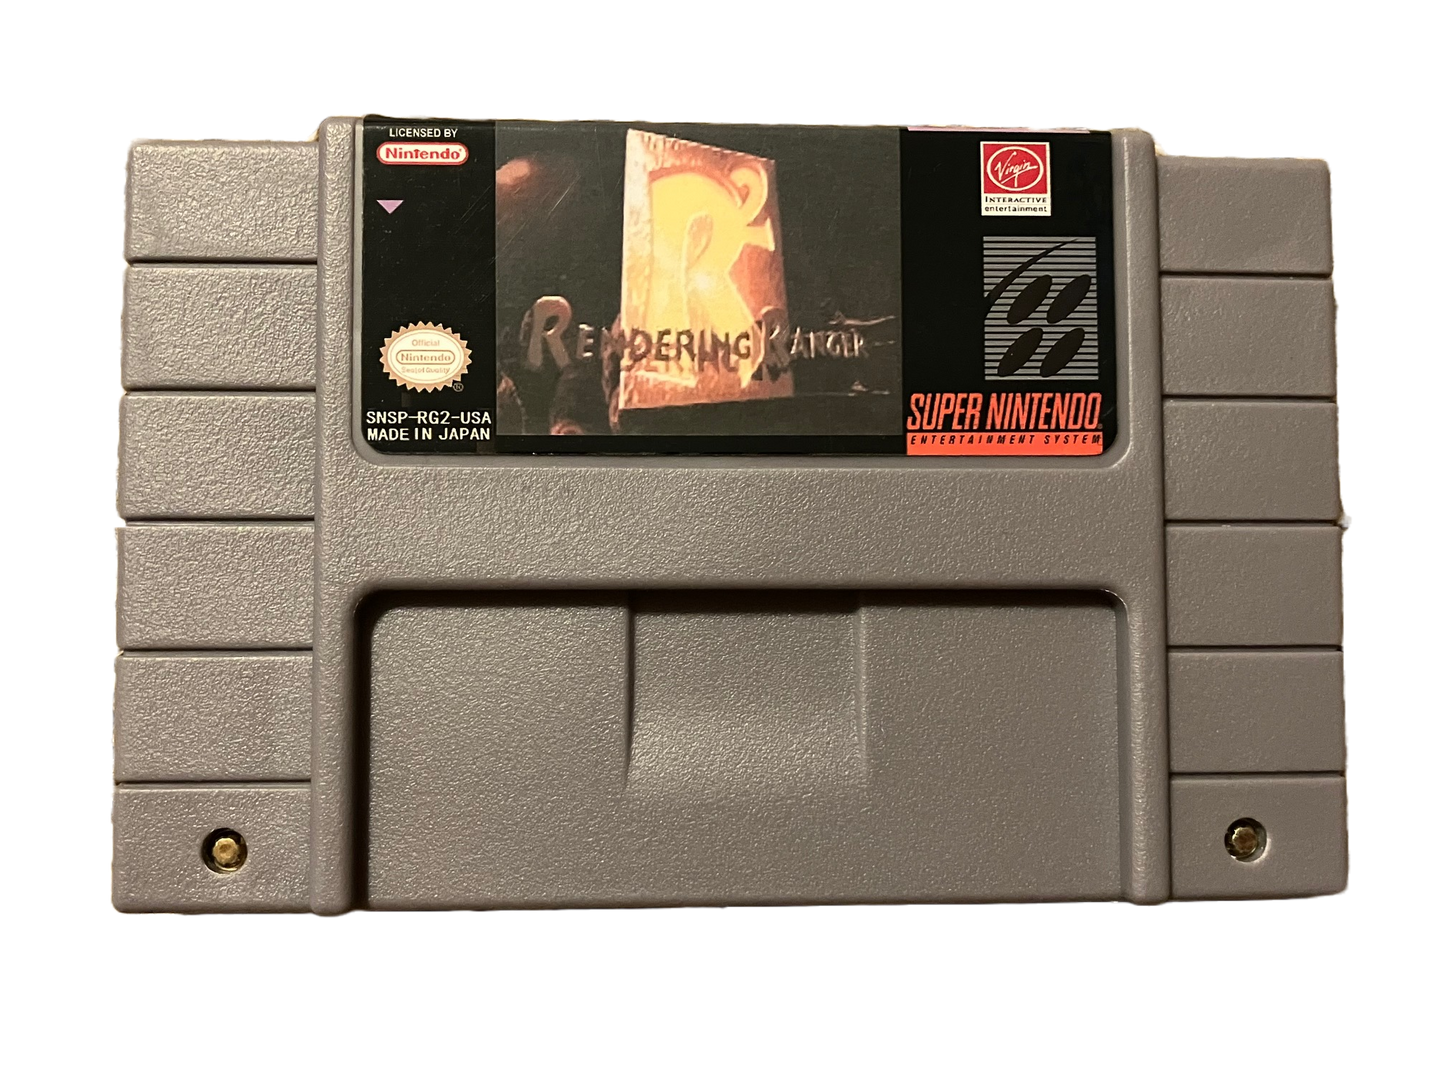 LICENSED BY
Nintendo®
Official
Nintendo
Seal of Quality
®
SNSP-RG2-USA
MADE IN JAPAN
R2
RENDERING RANGER
Virgin
INTERACTIVE
entertainment
SUPER NINTENDO
ENTERTAINMENT SYSTEM